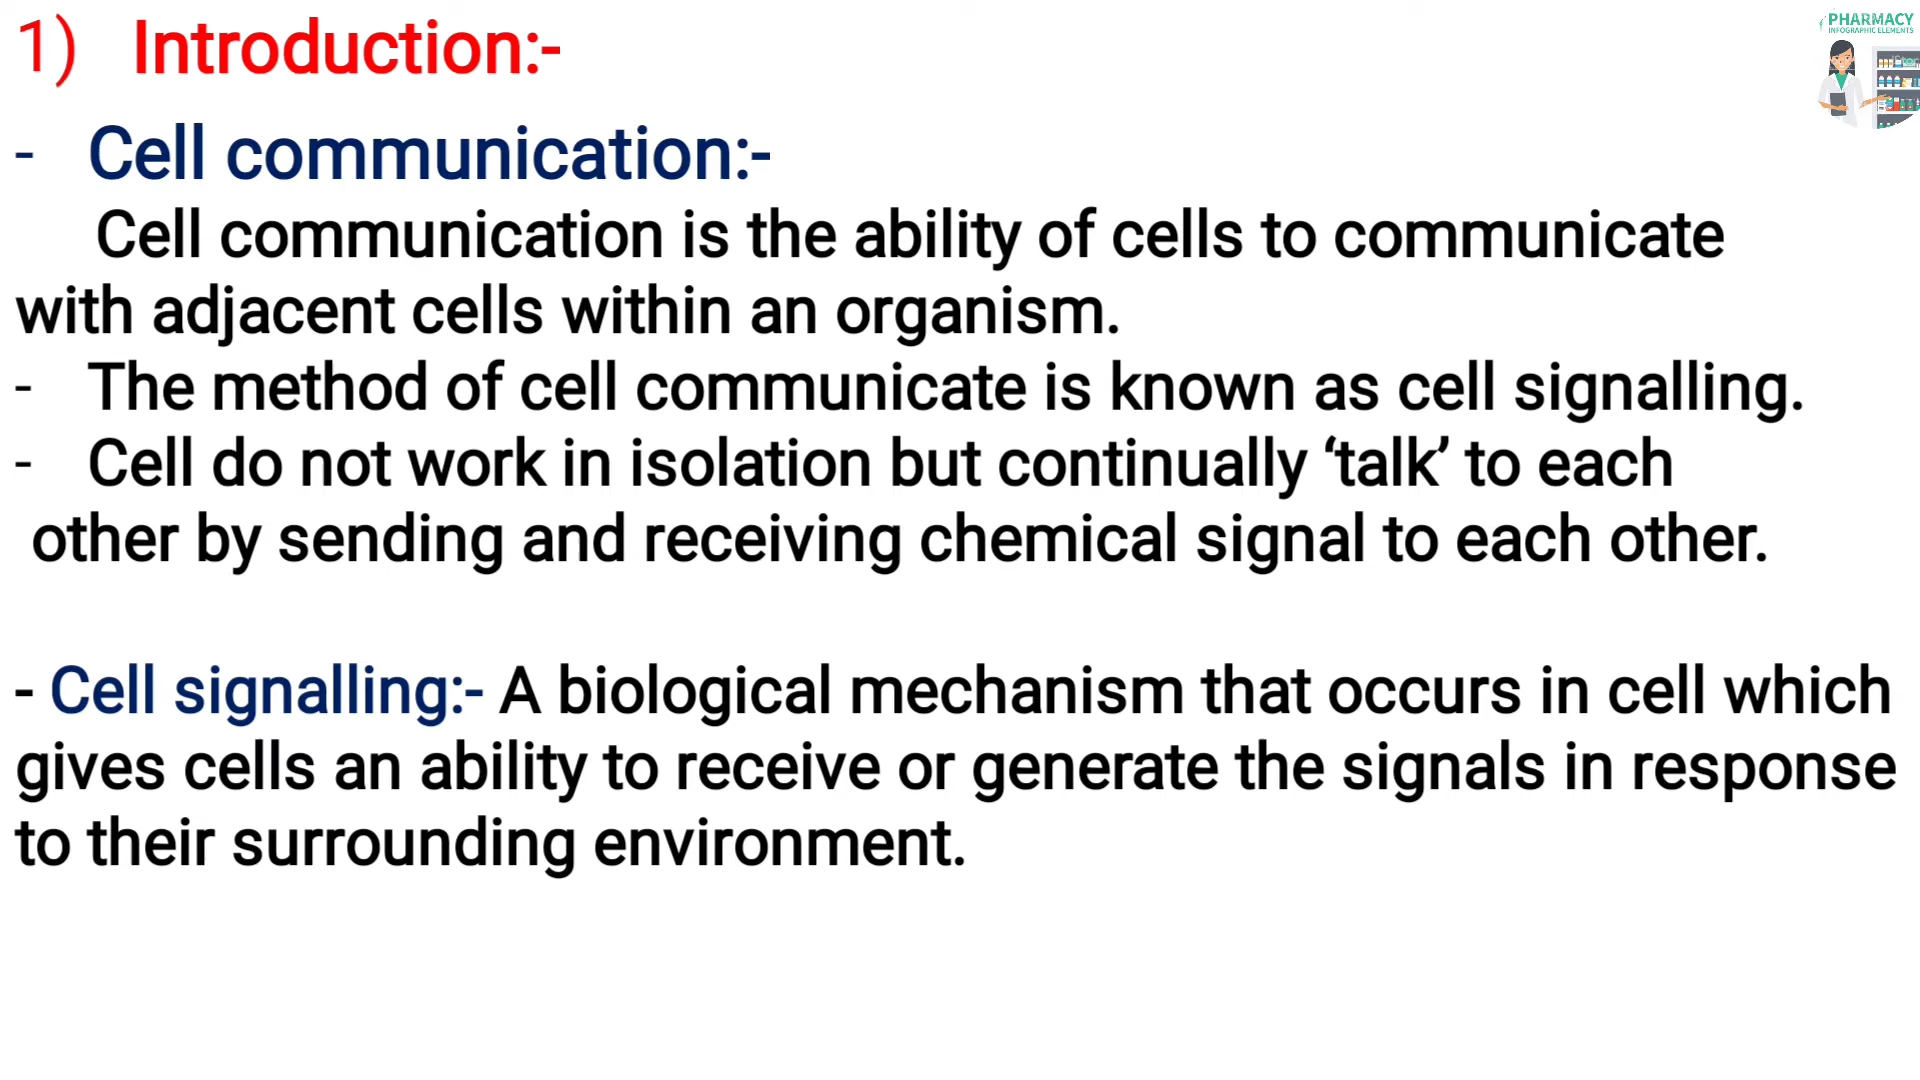 1) Introduction:-
PHARMACY
INFOGRAPHIC ELEMENTS
- Cell communication:-
Cell communication is the ability of cells to communicate
with adjacent cells within an organism.
- The method of cell communicate is known as cell signalling.
- Cell do not work in isolation but continually ‘talk’ to each
other by sending and receiving chemical signal to each other.
- Cell signalling:- A biological mechanism that occurs in cell which
gives cells an ability to receive or generate the signals in response
to their surrounding environment.